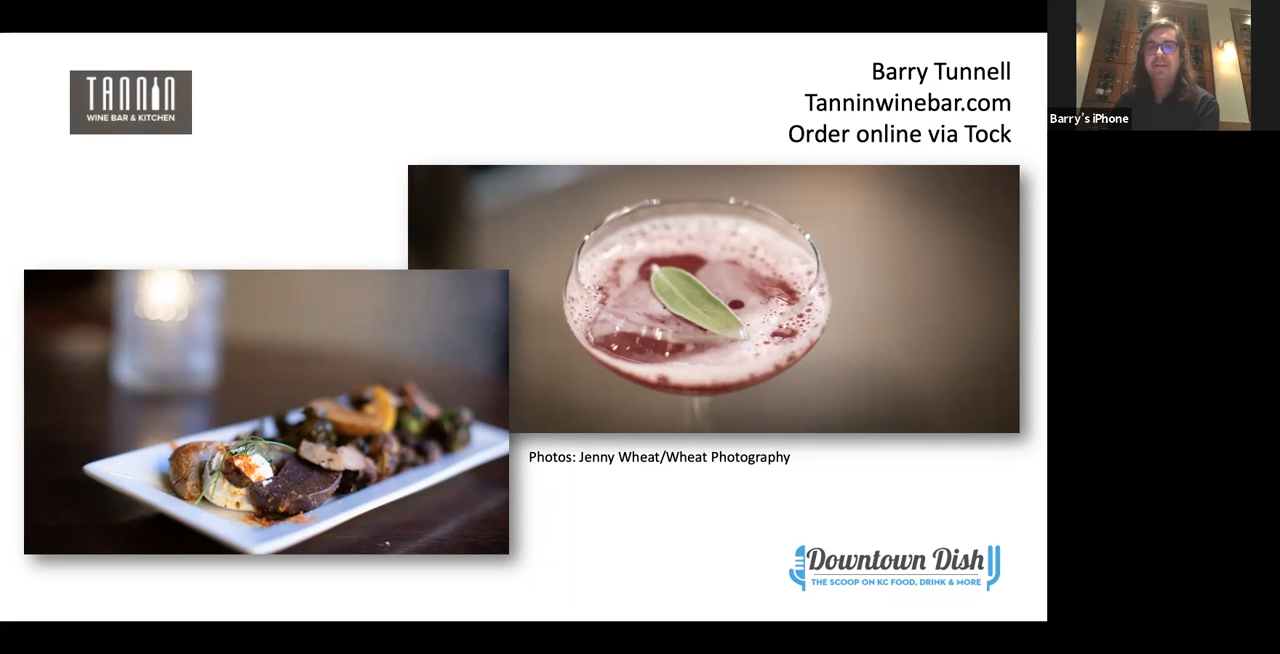 TANNIN
WINE BAR & KITCHEN
Barry Tunnell
Tanninwinebar.com
Order online via Tock
Barry's iPhone
Photos: Jenny Wheat/Wheat Photography
Downtown Dish
THE SCOOP ON KC FOOD, DRINK & MORE